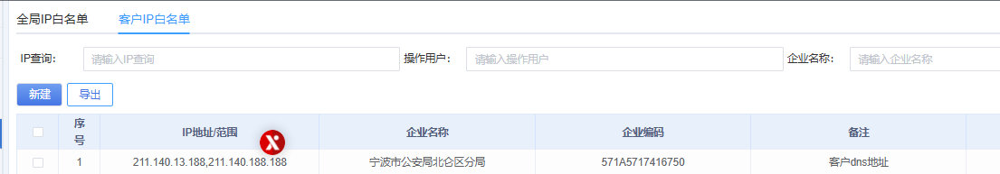 全局IP白名单 客户IP白名单
IP查询: 请输入IP查询 操作用户: 请输入操作用户 企业名称: 请输入企业名称
新建 导出
序号 IP地址/范围 企业名称 企业编码 备注
1 211.140.13.188,211.140.188.188 宁波市公安局北仑区分局 571A5717416750 客户dns地址